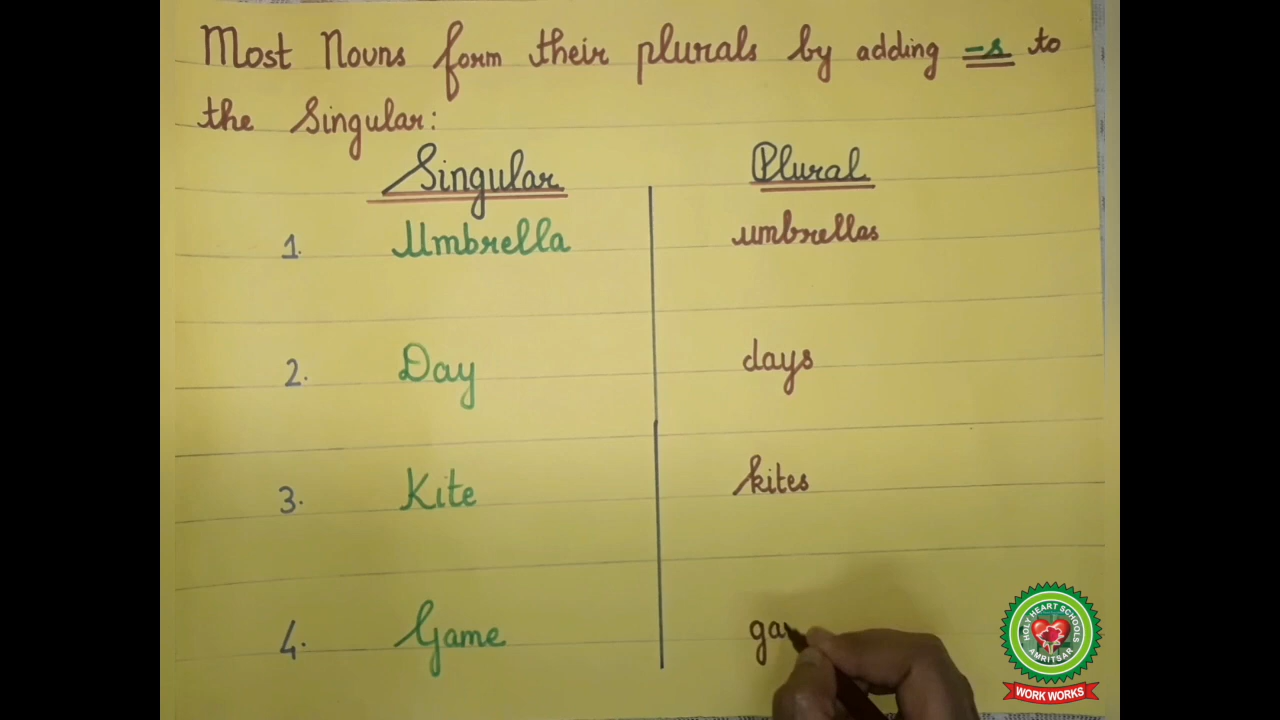 Most Nouns form their plurals by adding -s to
the Singular:
Singular Plural
1. Umbrella umbrellas
2. Day days
3. Kite kites
4. Game ga
HOLY HEART SCHOOLS
AMRITSAR
WORK WORKS